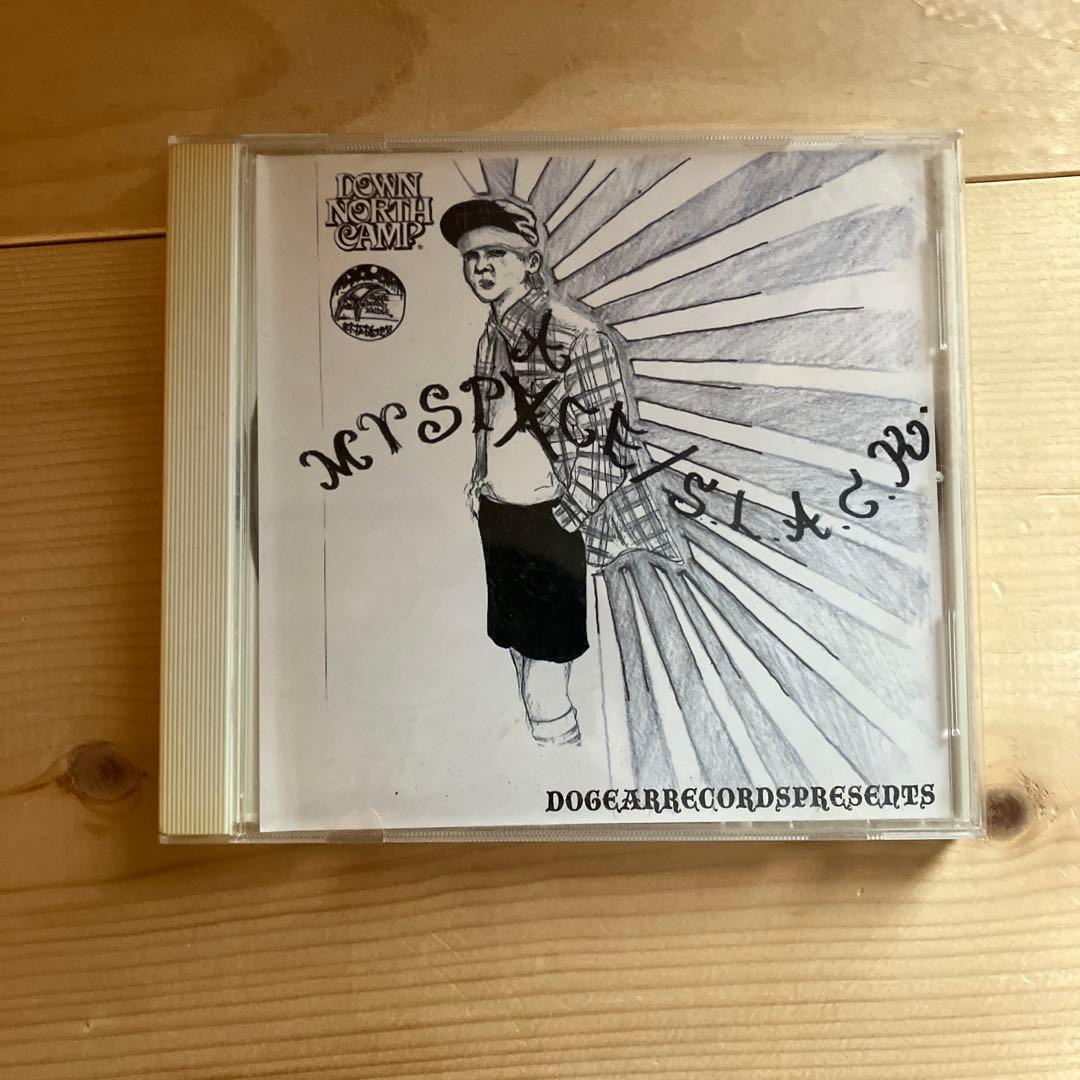 DOWN
NORTH
CAMP
MYSPACE/S.L.A.C.K.
DOGEARRECORDSPRESENTS